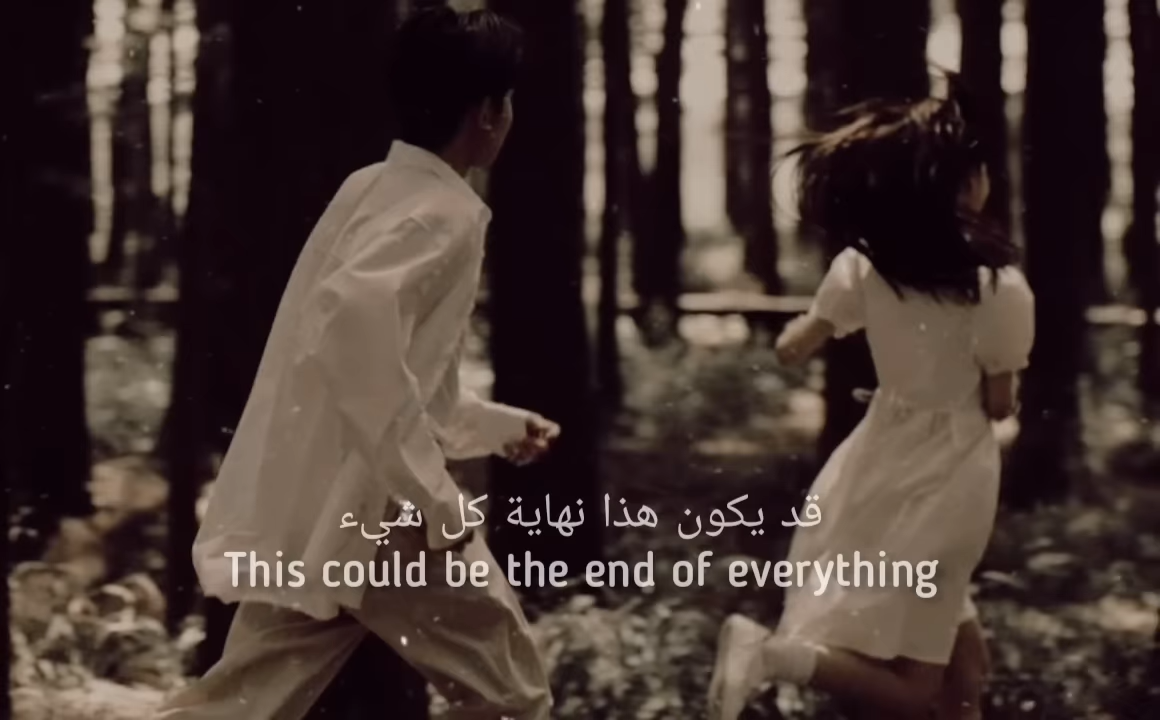 قد يكون هذا نهاية كل شيء
This could be the end of everything